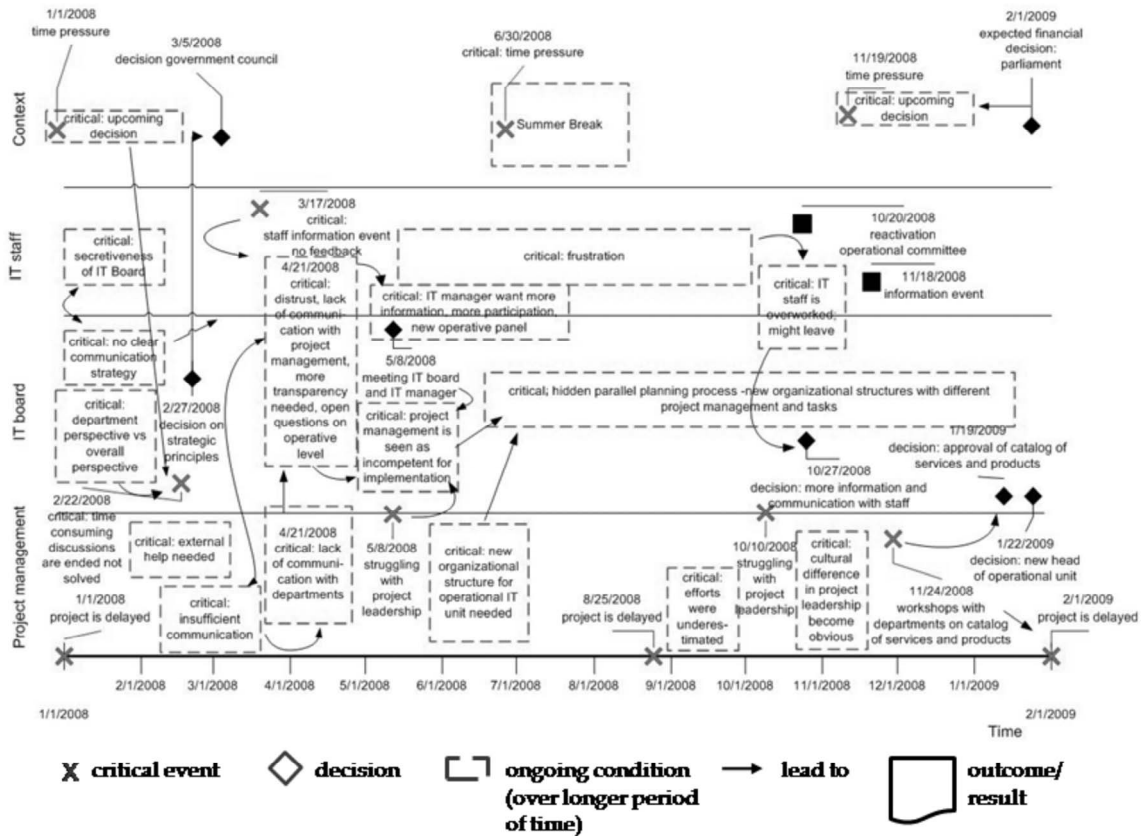 1/1/2008
time pressure
3/5/2008
decision government council
6/30/2008
critical: time pressure
11/19/2008
time pressure
2/1/2009
expected financial
decision:
parliament
Context
critical: upcoming
decision
Summer Break
critical: upcoming
decision
IT staff
critical:
secretiveness
of IT Board
3/17/2008
critical:
staff information event
no feedback
critical: frustration
10/20/2008
reactivation
operational committee
11/18/2008
information event
critical: IT
staff is
overworked;
might leave
4/21/2008
critical:
distrust, lack
of communi-
cation with
project
management,
more
transparency
needed, open
questions on
operative
level
critical: IT manager want more
information, more participation,
new operative panel
IT board
critical: no clear
communication
strategy
critical:
department
perspective vs
overall
perspective
2/27/2008
decision on
strategic
principles
5/8/2008
meeting IT board
and IT manager
critical: project
management is
seen as
incompetent for
implementation
critical; hidden parallel planning process -new organizational structures with different
project management and tasks
10/27/2008
decision: more information and
communication with staff
1/19/2009
decision: approval of catalog of
services and products
Project management
2/22/2008
critical: time
consuming
discussions
are ended not
solved
critical: external
help needed
critical:
insufficient
communication
4/21/2008
critical: lack
of communi-
cation with
departments
5/8/2008
struggling
with
project
leadership
critical: new
organizational
structure for
operational IT
unit needed
1/1/2008
project is delayed
8/25/2008
project is delayed
critical:
efforts
were
underes-
timated
10/10/2008
struggling
with
project
leadership
critical:
cultural
difference
in project
leadership
become
obvious
11/24/2008
workshops with
departments on catalog
of services and products
1/22/2009
decision: new head
of operational unit
2/1/2009
project is delayed
2/1/2008
3/1/2008
4/1/2008
5/1/2008
6/1/2008
7/1/2008
8/1/2008
9/1/2008
10/1/2008
11/1/2008
12/1/2008
1/1/2009
1/1/2008
2/1/2009
Time
critical event
decision
ongoing condition
(over longer period
of time)
lead to
outcome/
result